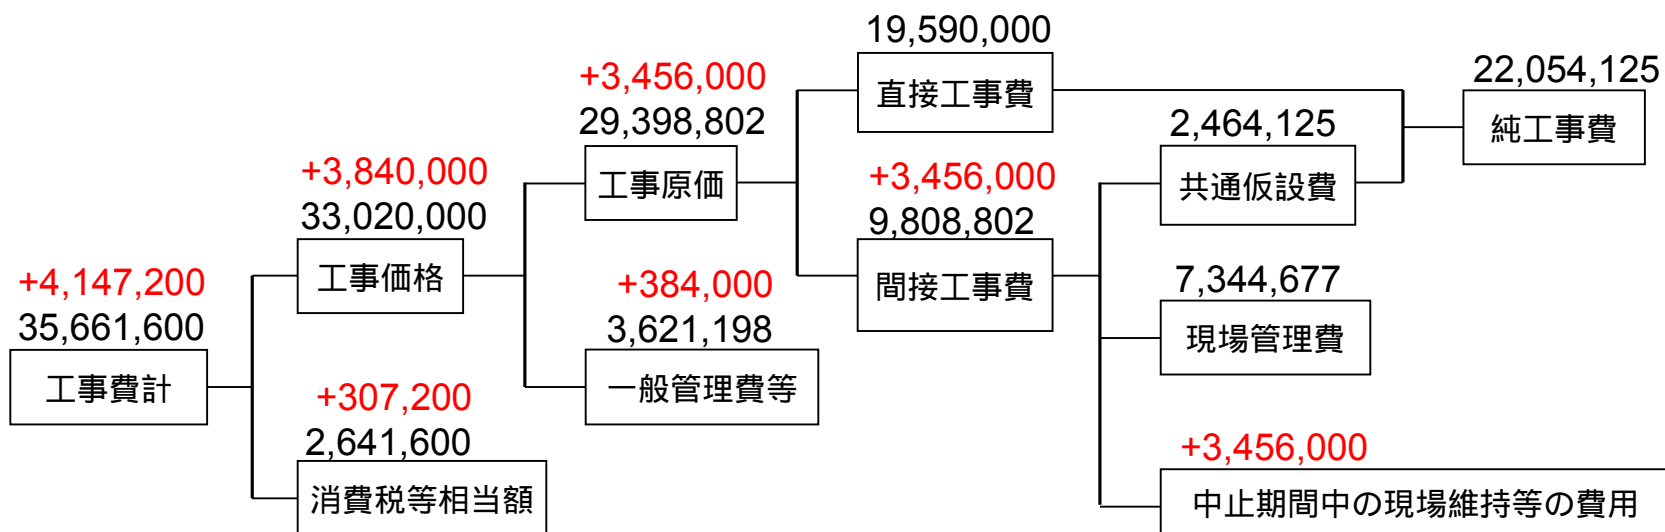 +4,147,200
35,661,600
工事費計
+3,840,000
33,020,000
工事価格
+307,200
2,641,600
消費税等相当額
+3,456,000
29,398,802
工事原価
+384,000
3,621,198
一般管理費等
19,590,000
直接工事費
+3,456,000
9,808,802
間接工事費
2,464,125
共通仮設費
7,344,677
現場管理費
+3,456,000
中止期間中の現場維持等の費用
22,054,125
純工事費